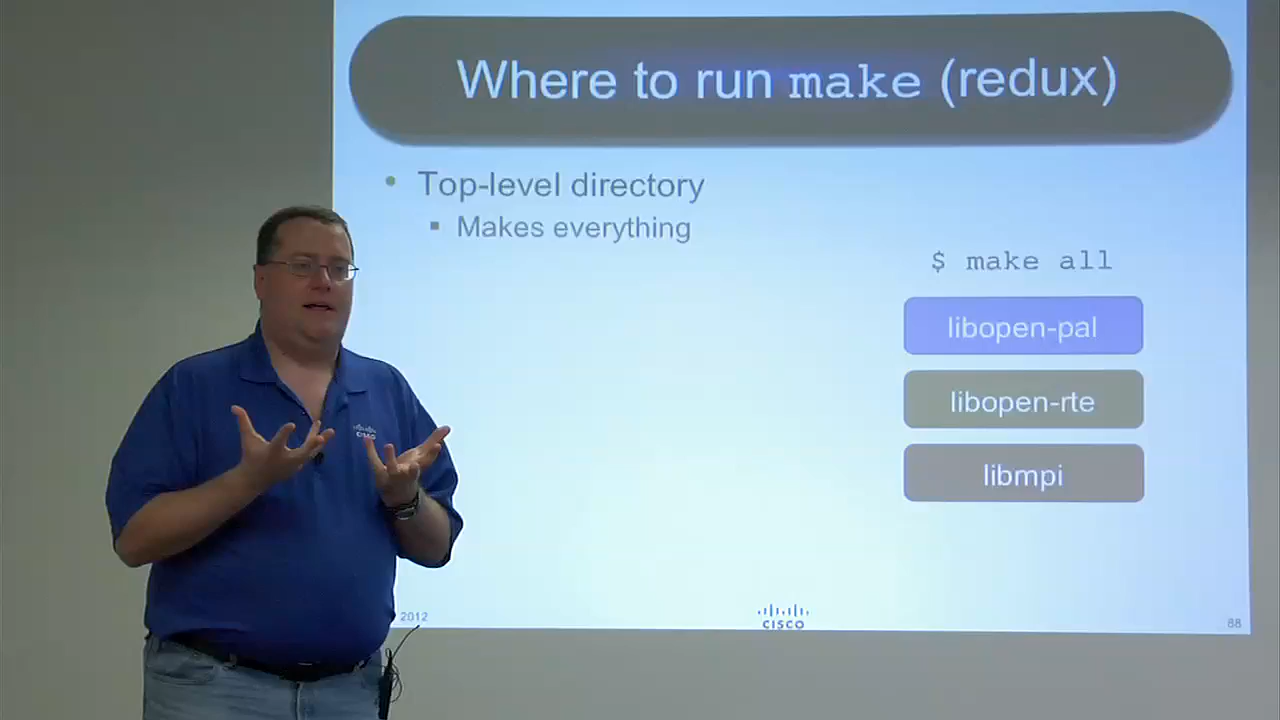 Where to run make (redux)
• Top-level directory
▪ Makes everything
$ make all
libopen-pal
libopen-rte
libmpi
CISCO
2012
CISCO
88